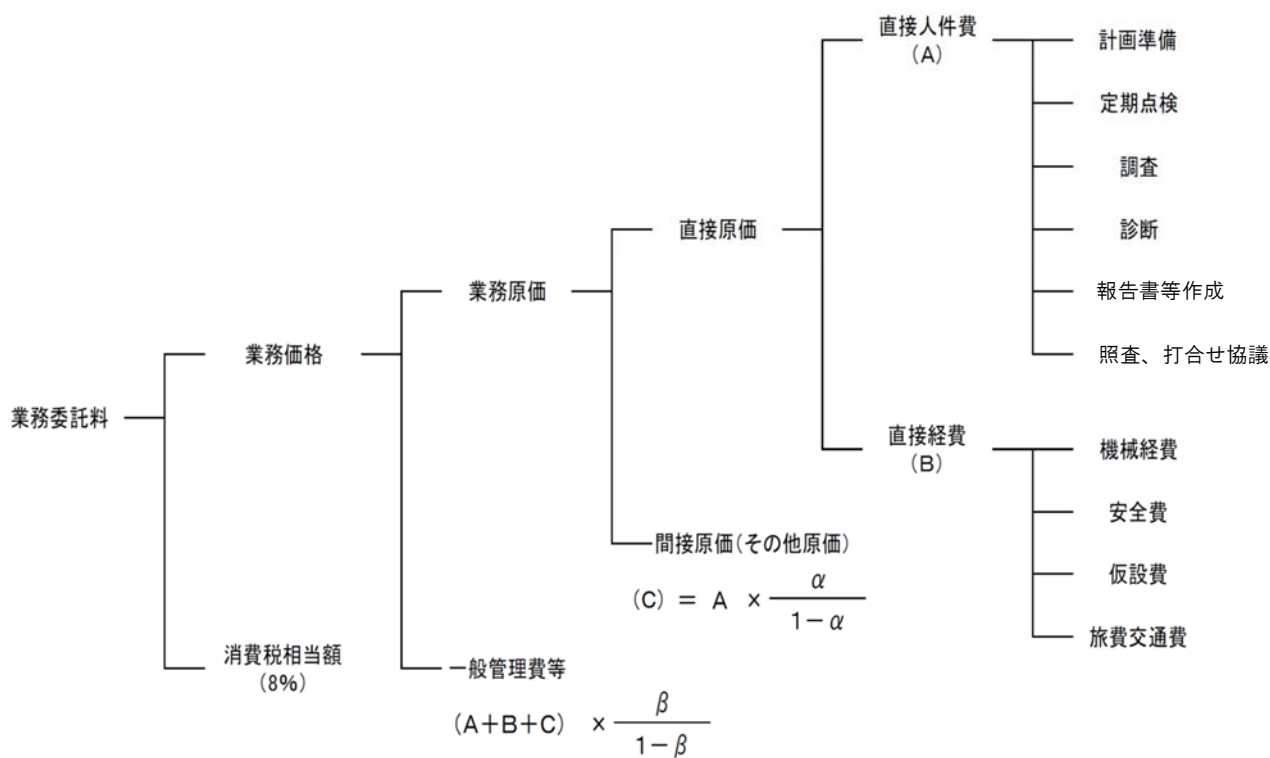 直接人件費
(A)
計画準備
定期点検
調査
診断
報告書等作成
照査、打合せ協議
直接原価
業務原価
業務価格
業務委託料
直接経費
(B)
機械経費
安全費
仮設費
旅費交通費
間接原価(その他原価)
(C) = A × α / 1-α
消費税相当額
(8%)
一般管理費等
(A+B+C) × β / 1-β